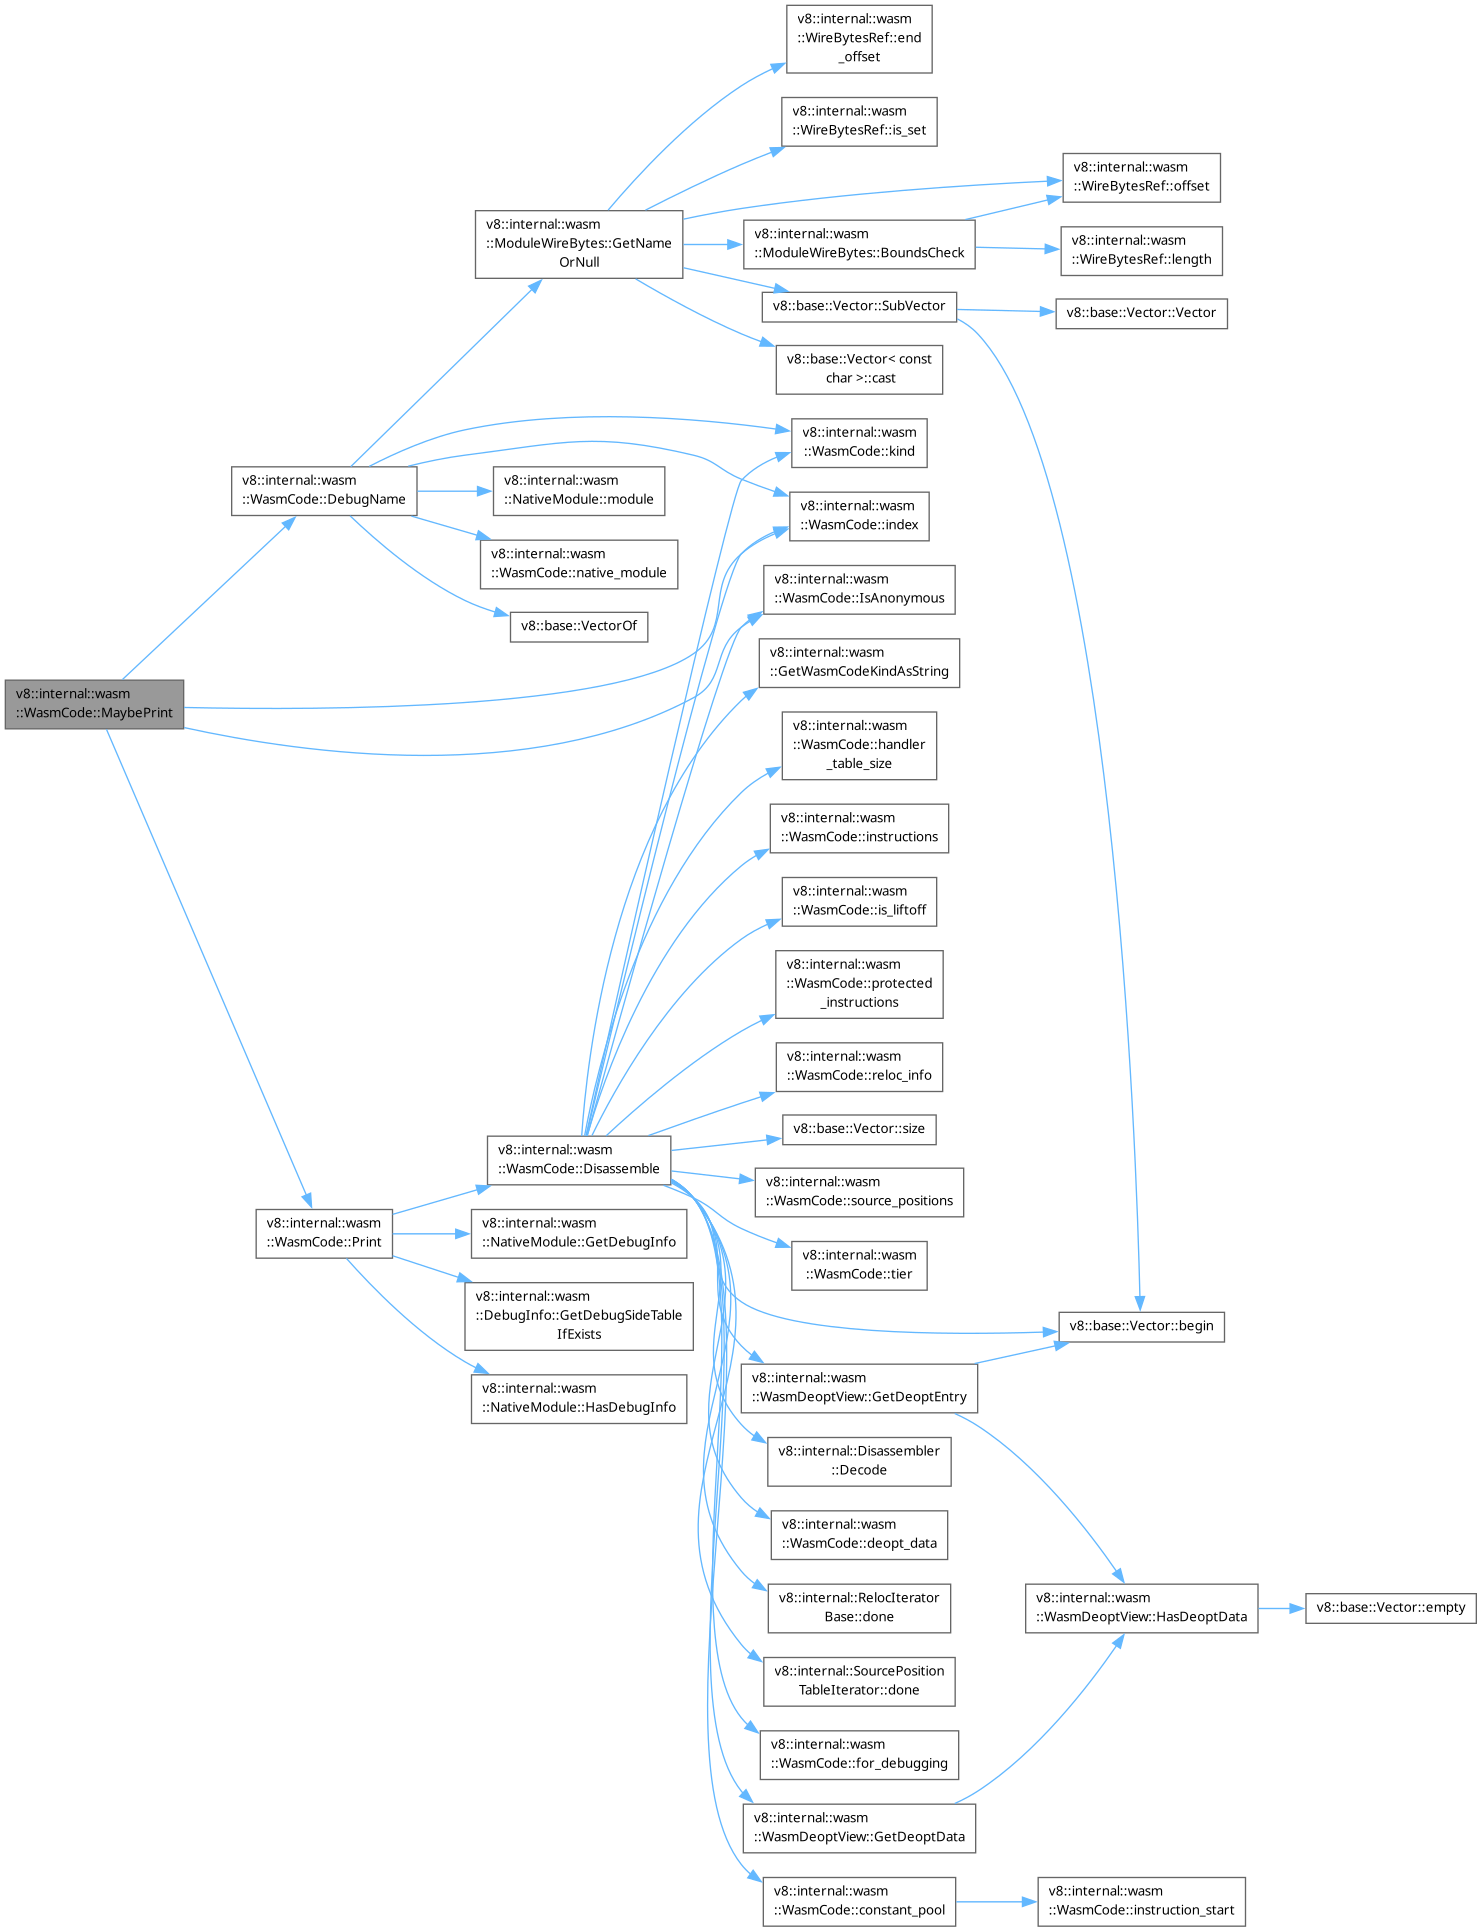 v8::internal::wasm
::WireBytesRef::end
_offset
v8::internal::wasm
::WireBytesRef::is_set
v8::internal::wasm
::WireBytesRef::offset
v8::internal::wasm
::ModuleWireBytes::GetName
OrNull
v8::internal::wasm
::ModuleWireBytes::BoundsCheck
v8::internal::wasm
::WireBytesRef::length
v8::base::Vector::SubVector
v8::base::Vector::Vector
v8::base::Vector< const
char >::cast
v8::internal::wasm
::WasmCode::kind
v8::internal::wasm
::WasmCode::DebugName
v8::internal::wasm
::NativeModule::module
v8::internal::wasm
::WasmCode::index
v8::internal::wasm
::WasmCode::native_module
v8::internal::wasm
::WasmCode::IsAnonymous
v8::base::VectorOf
v8::internal::wasm
::GetWasmCodeKindAsString
v8::internal::wasm
::WasmCode::MaybePrint
v8::internal::wasm
::WasmCode::handler
_table_size
v8::internal::wasm
::WasmCode::instructions
v8::internal::wasm
::WasmCode::is_liftoff
v8::internal::wasm
::WasmCode::protected
_instructions
v8::internal::wasm
::WasmCode::reloc_info
v8::base::Vector::size
v8::internal::wasm
::WasmCode::Disassemble
v8::internal::wasm
::WasmCode::source_positions
v8::internal::wasm
::WasmCode::Print
v8::internal::wasm
::NativeModule::GetDebugInfo
v8::internal::wasm
::WasmCode::tier
v8::internal::wasm
::DebugInfo::GetDebugSideTable
IfExists
v8::base::Vector::begin
v8::internal::wasm
::NativeModule::HasDebugInfo
v8::internal::wasm
::WasmDeoptView::GetDeoptEntry
v8::internal::Disassembler
::Decode
v8::internal::wasm
::WasmCode::deopt_data
v8::internal::RelocIterator
Base::done
v8::internal::wasm
::WasmDeoptView::HasDeoptData
v8::base::Vector::empty
v8::internal::SourcePosition
TableIterator::done
v8::internal::wasm
::WasmCode::for_debugging
v8::internal::wasm
::WasmDeoptView::GetDeoptData
v8::internal::wasm
::WasmCode::constant_pool
v8::internal::wasm
::WasmCode::instruction_start